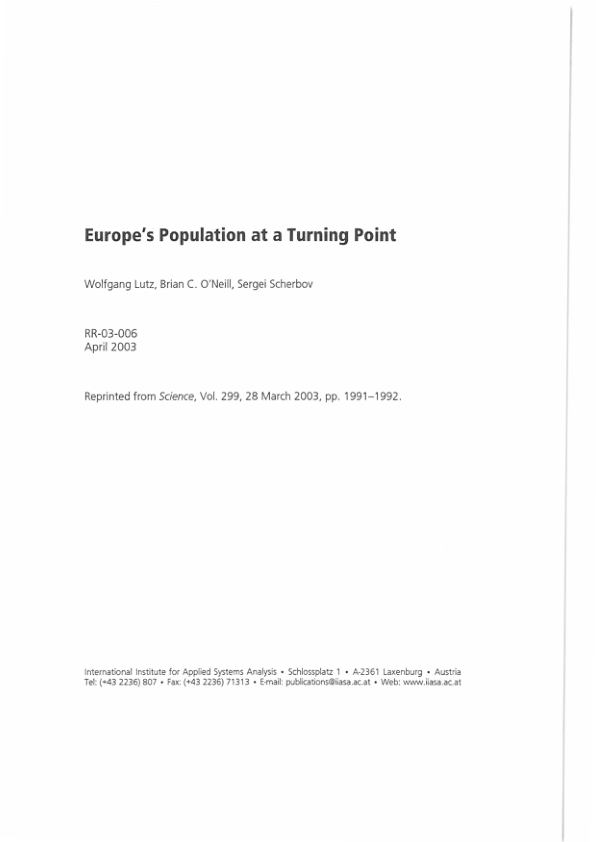 Europe's Population at a Turning Point
Wolfgang Lutz, Brian C. O'Neill, Sergei Scherbov
RR-03-006
April 2003
Reprinted from Science, Vol. 299, 28 March 2003, pp. 1991–1992.
International Institute for Applied Systems Analysis • Schlossplatz 1 • A-2361 Laxenburg • Austria
Tel: (+43 2236) 807 • Fax: (+43 2236) 71313 • E-mail: publications@iiasa.ac.at • Web: www.iiasa.ac.at